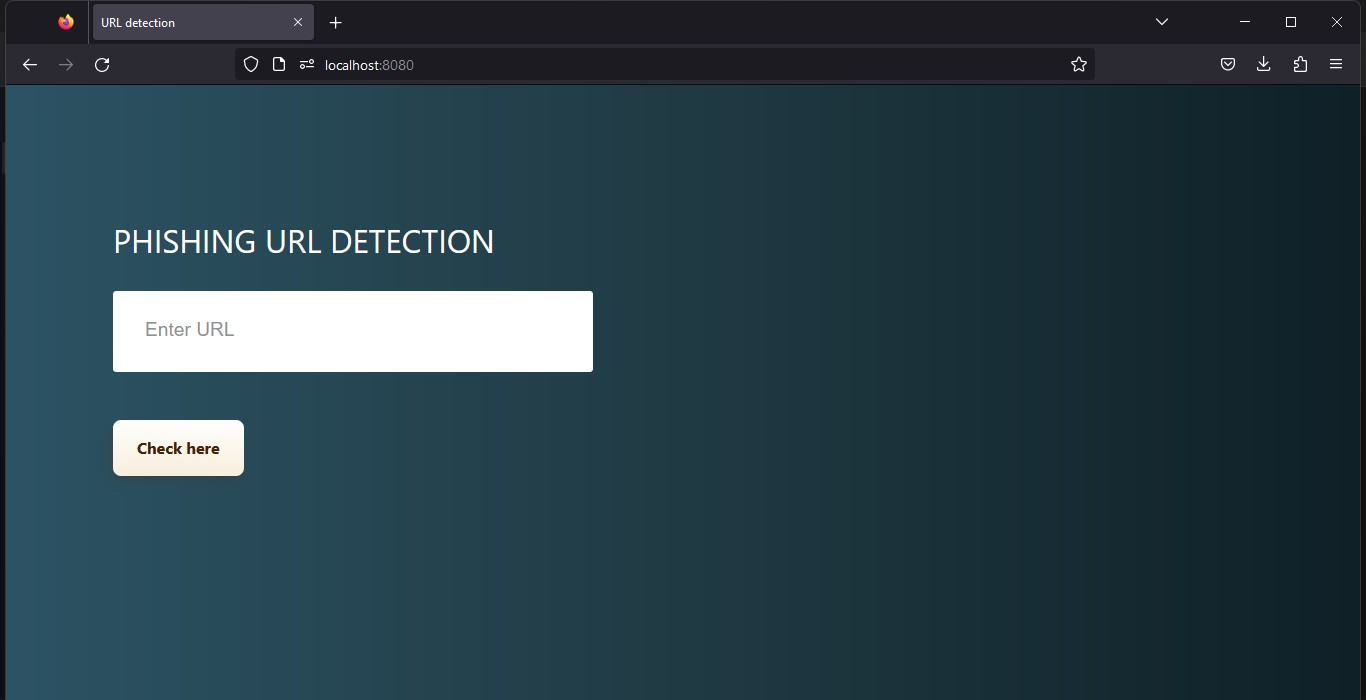 URL detection
localhost:8080
PHISHING URL DETECTION
Enter URL
Check here